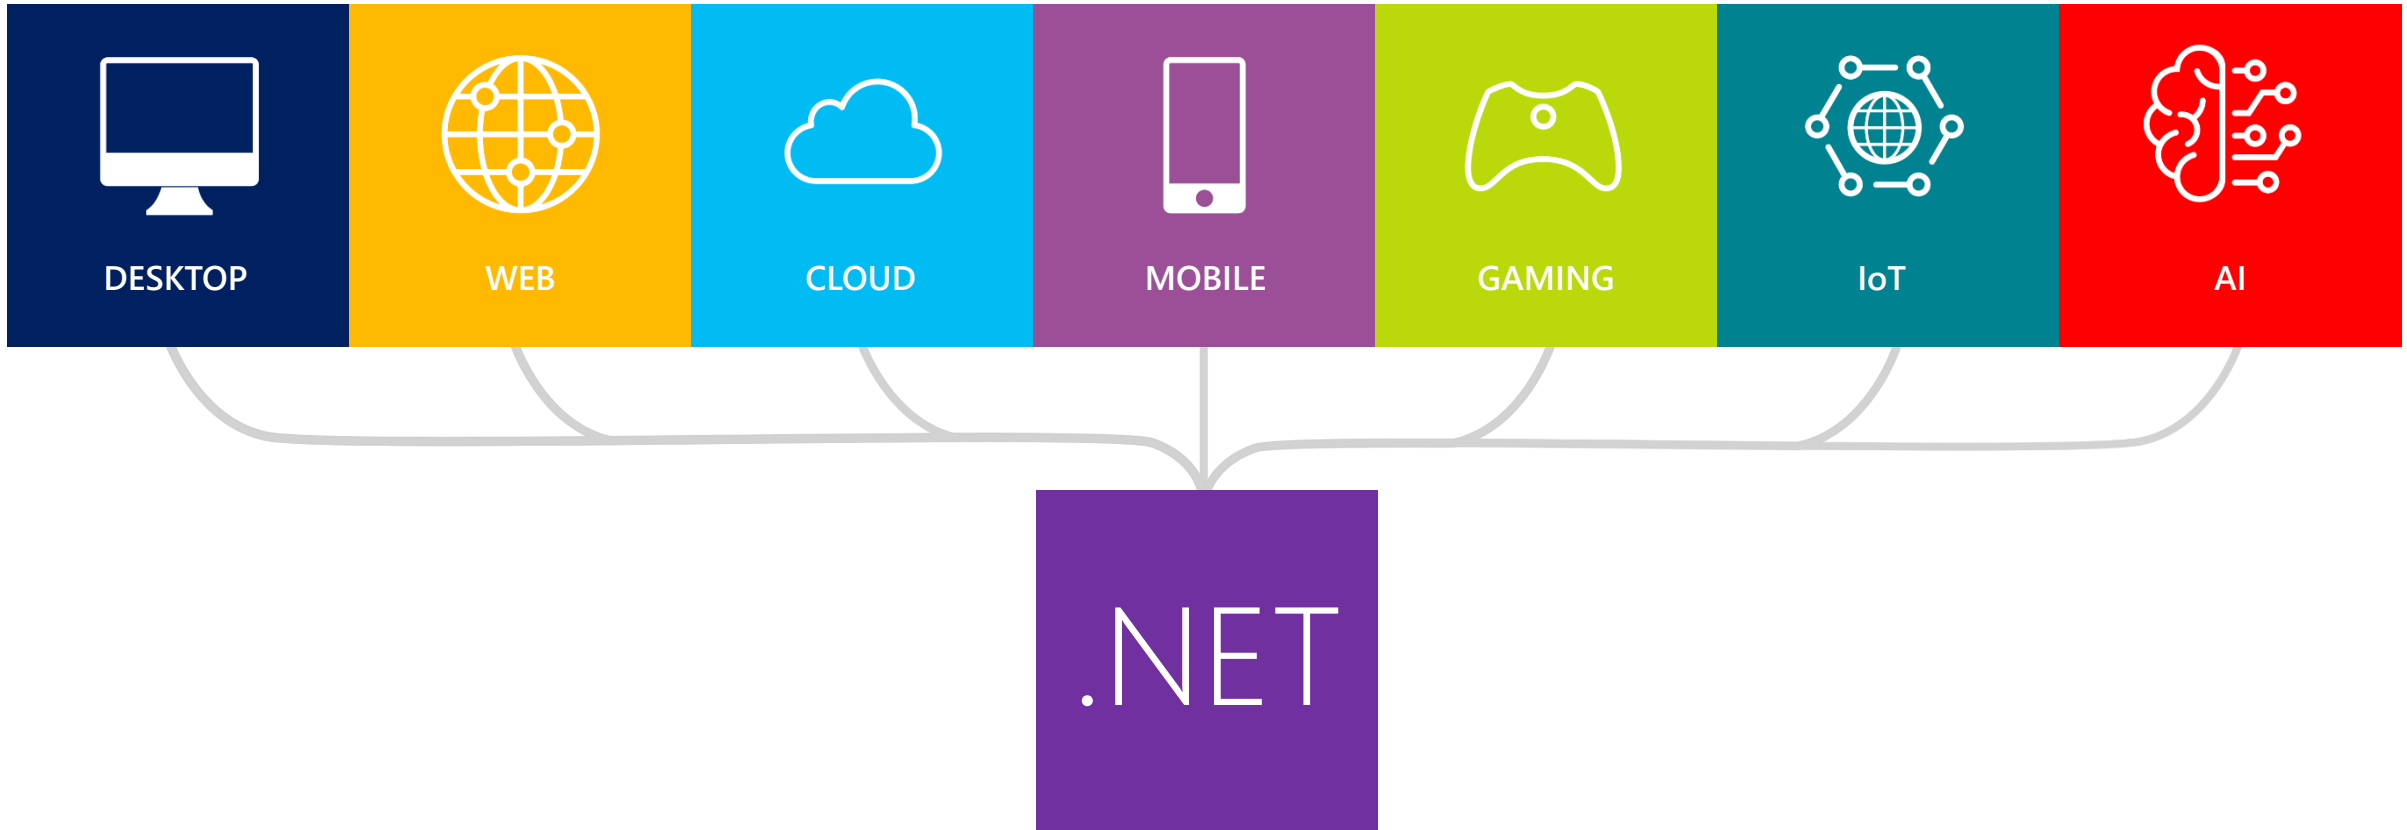 DESKTOP
WEB
CLOUD
MOBILE
GAMING
IoT
AI
.NET